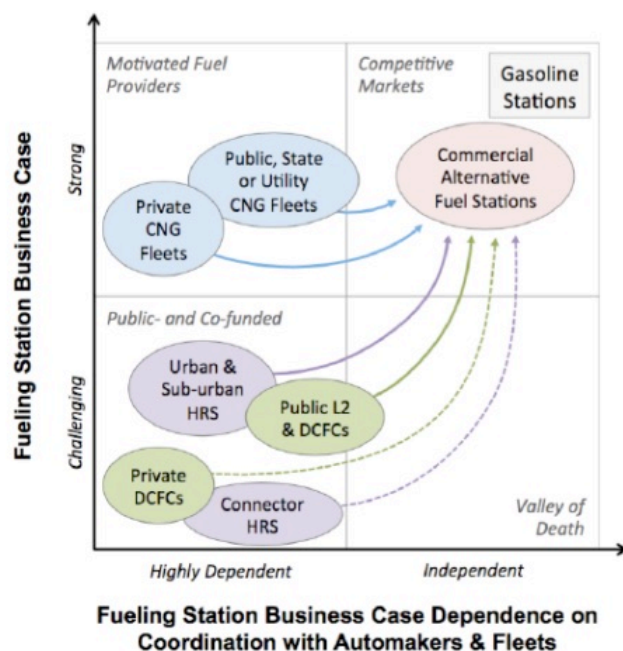 Motivated Fuel
Providers
Competitive
Markets
Gasoline
Stations
Public, State
or Utility
CNG Fleets
Commercial
Alternative
Fuel Stations
Private
CNG
Fleets
Strong
Fueling Station Business Case
Public- and Co-funded
Urban &
Sub-urban
HRS
Public L2
& DCFCs
Challenging
Private
DCFCs
Connector
HRS
Valley of
Death
Highly Dependent
Independent
Fueling Station Business Case Dependence on
Coordination with Automakers & Fleets